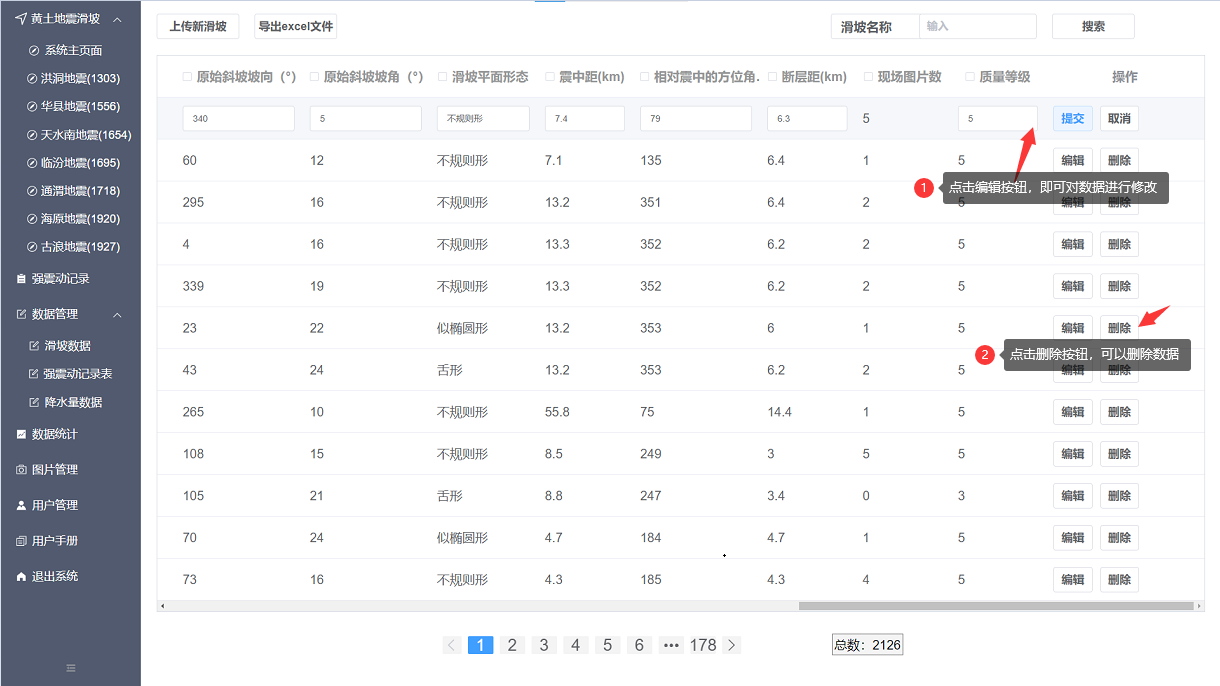 黄土地震滑坡
系统主页面
洪洞地震(1303)
华县地震(1556)
天水南地震(1654)
临汾地震(1695)
通渭地震(1718)
海原地震(1920)
古浪地震(1927)
强震动记录
数据管理
滑坡数据
强震动记录表
降水量数据
数据统计
图片管理
用户管理
用户手册
退出系统
上传新滑坡 导出excel文件 滑坡名称 输入 搜索
原始斜坡坡向（°） 原始斜坡坡角（°） 滑坡平面形态 震中距(km) 相对震中的方位角. 断层距(km) 现场图片数 质量等级 操作
340 5 不规则形 7.4 79 6.3 5 5 提交 取消
60 12 不规则形 7.1 135 6.4 1 5 编辑 删除
1 点击编辑按钮，即可对数据进行修改
295 16 不规则形 13.2 351 6.4 2 5 编辑 删除
4 16 不规则形 13.3 352 6.2 2 5 编辑 删除
339 19 不规则形 13.3 352 6.2 2 5 编辑 删除
23 22 似椭圆形 13.2 353 6 1 5 编辑 删除
2 点击删除按钮，可以删除数据
43 24 舌形 13.2 353 6.2 2 5 编辑 删除
265 10 不规则形 55.8 75 14.4 1 5 编辑 删除
108 15 不规则形 8.5 249 3 5 5 编辑 删除
105 21 舌形 8.8 247 3.4 0 3 编辑 删除
70 24 似椭圆形 4.7 184 4.7 1 5 编辑 删除
73 16 不规则形 4.3 185 4.3 4 5 编辑 删除
1 2 3 4 5 6 ••• 178 总数：2126